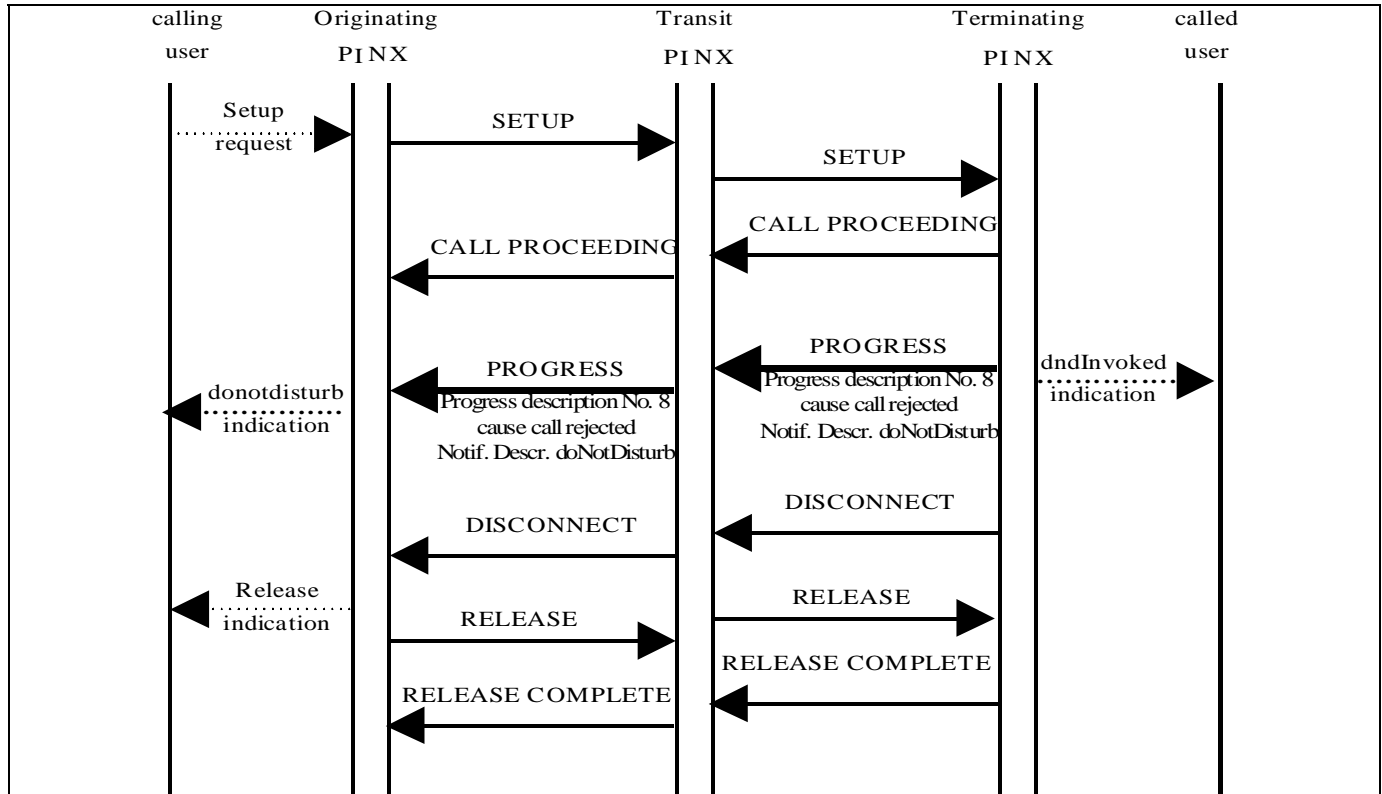 calling Originating Transit Terminating called
user PINX PINX PINX user
Setup
request
SETUP
SETUP
CALL PROCEEDING
CALL PROCEEDING
PROGRESS
Progress description No. 8
cause call rejected
Notif. Descr. doNotDisturb
dndInvoked
indication
PROGRESS
Progress description No. 8
cause call rejected
Notif. Descr. doNotDisturb
donotdisturb
indication
DISCONNECT
DISCONNECT
Release
indication
RELEASE
RELEASE
RELEASE COMPLETE
RELEASE COMPLETE